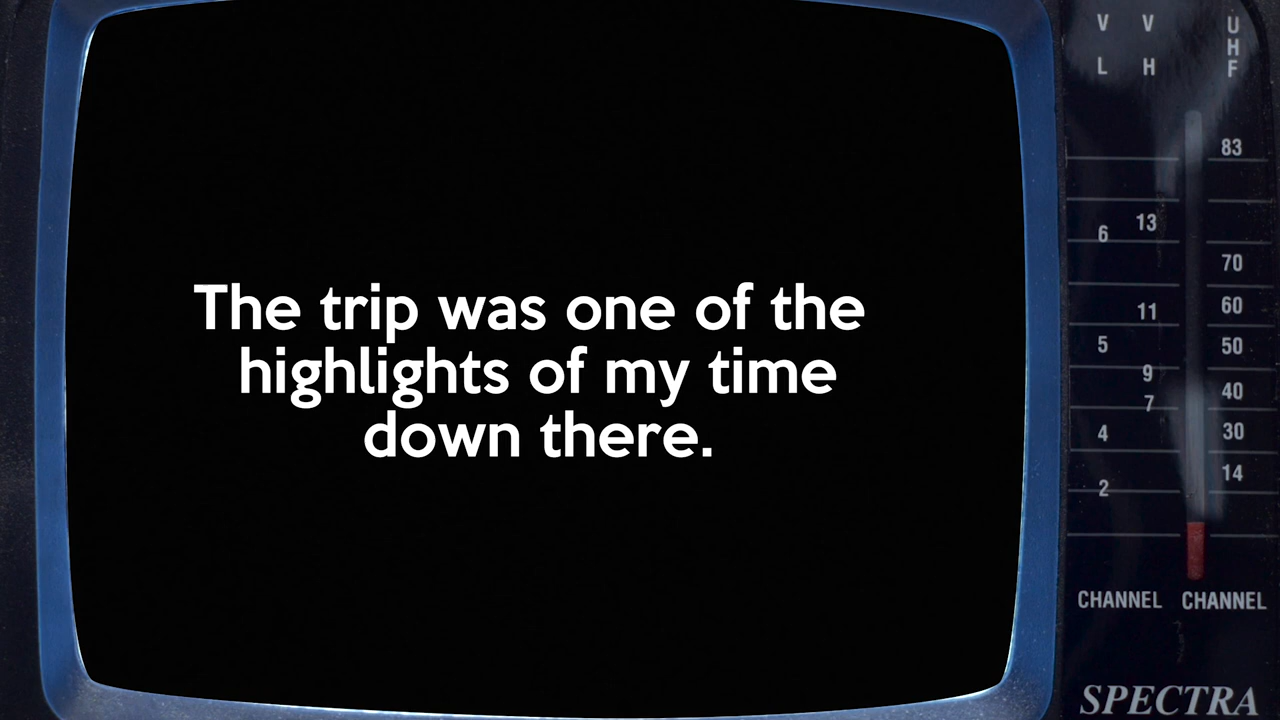 V V U
H
L H F
83
6 13
70
11 60
5 50
9
7 40
4 30
14
2
The trip was one of the
highlights of my time
down there.
CHANNEL CHANNEL
SPECTRA